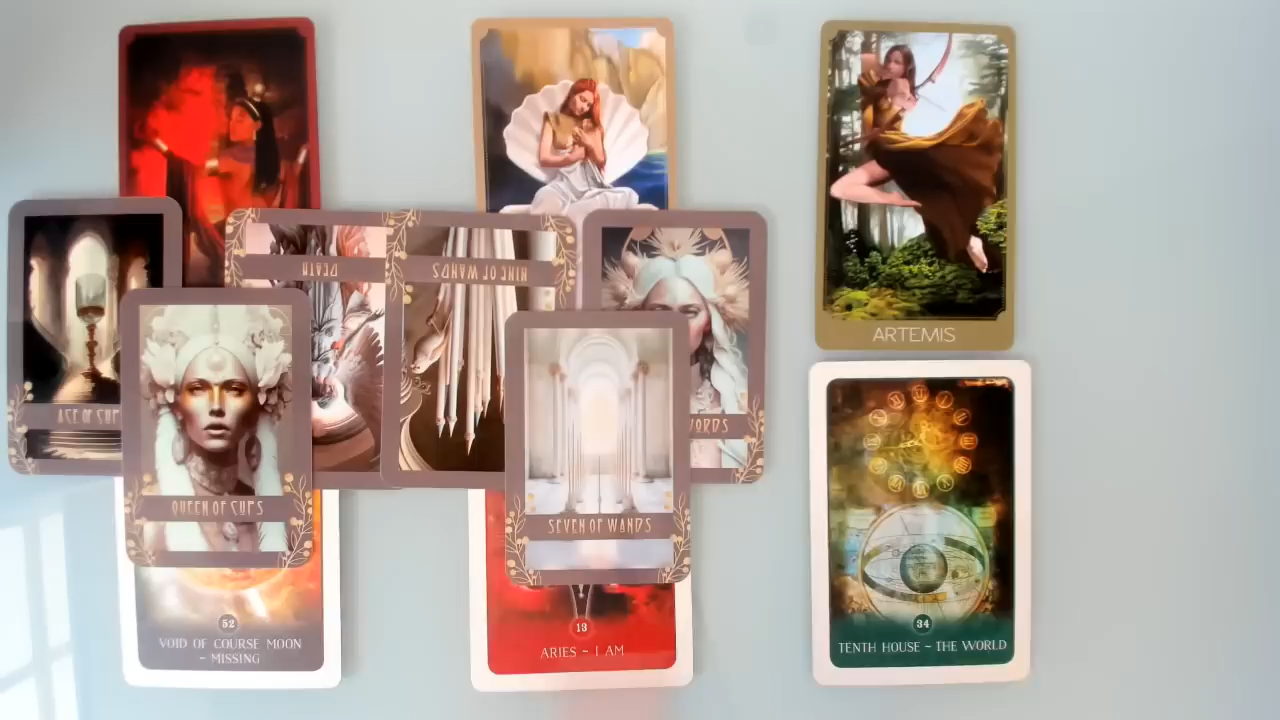 ARTEMIS
DEATH
NINE OF WANDS
ACE OF CUP
WORDS
QUEEN OF CUPS
SEVEN OF WANDS
52
VOID OF COURSE MOON
– MISSING
13
ARIES – I AM
34
TENTH HOUSE – THE WORLD